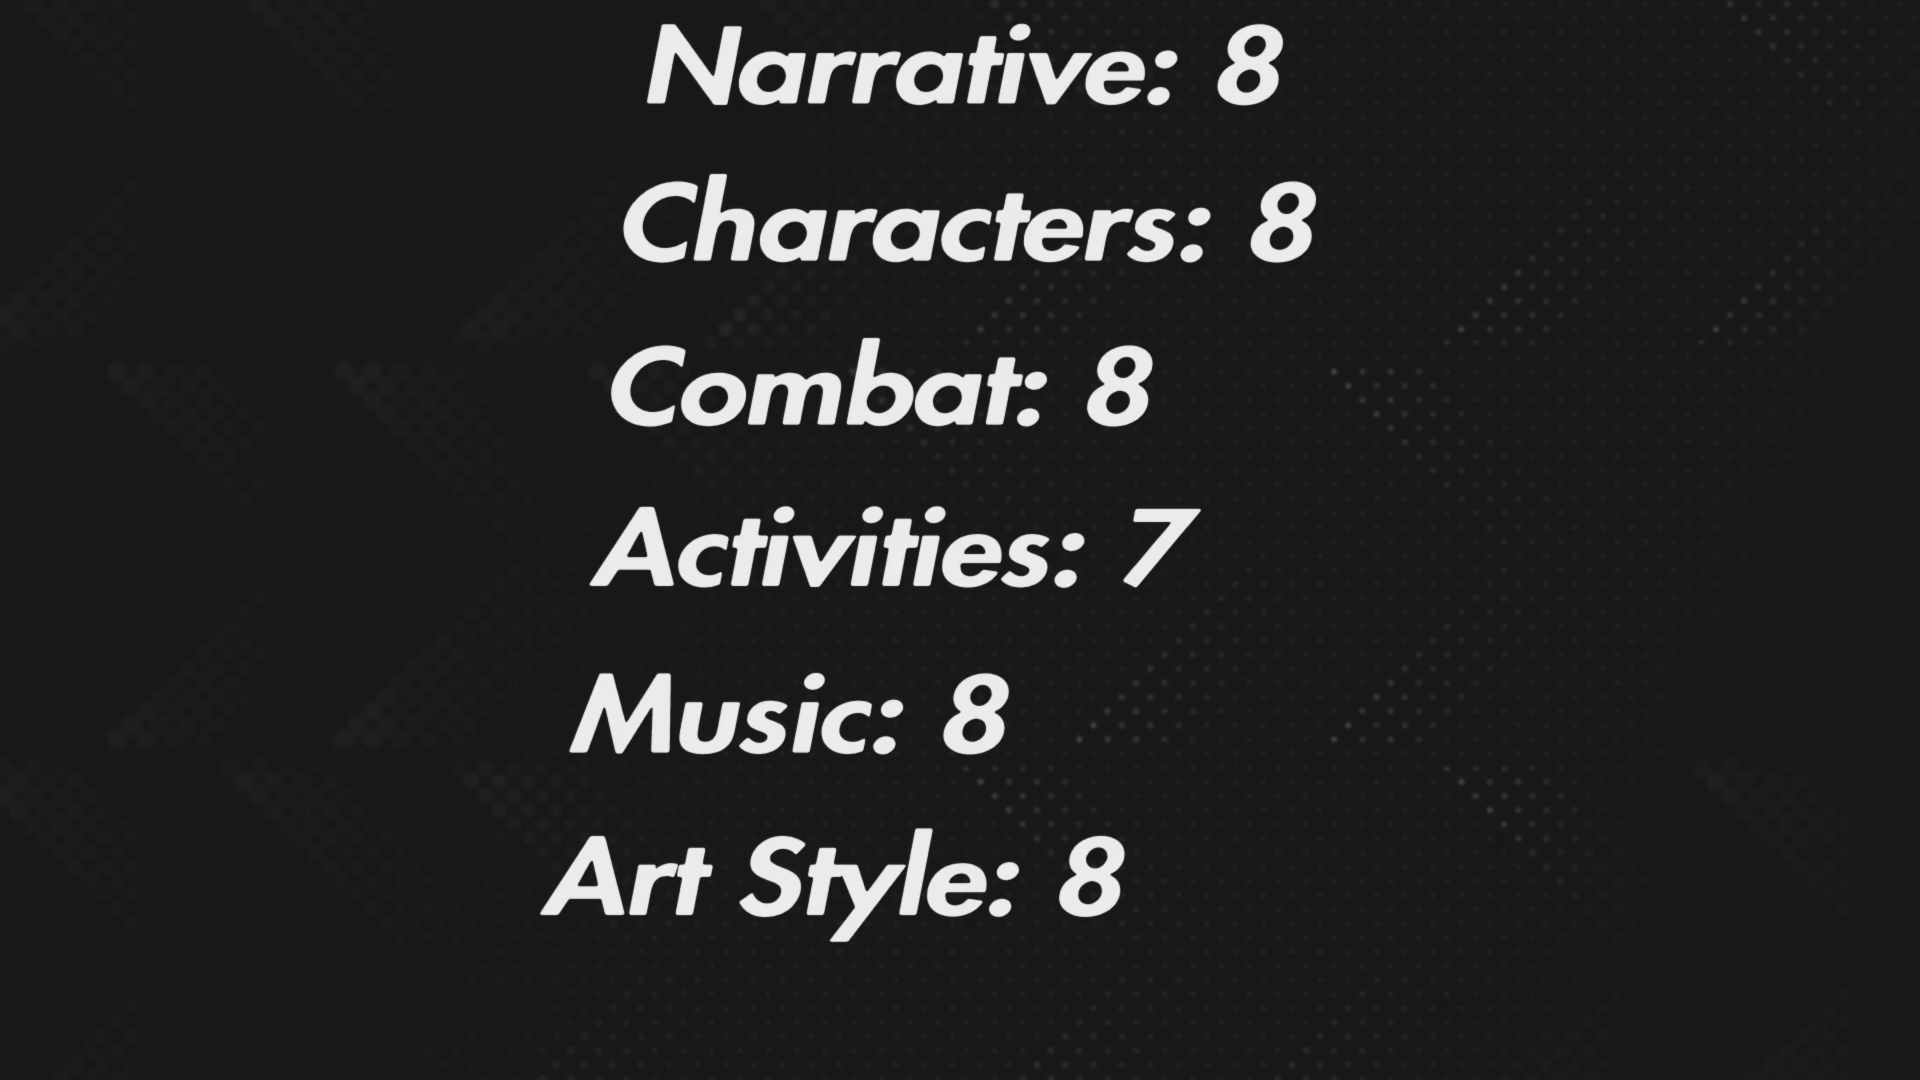 Narrative: 8
Characters: 8
Combat: 8
Activities: 7
Music: 8
Art Style: 8